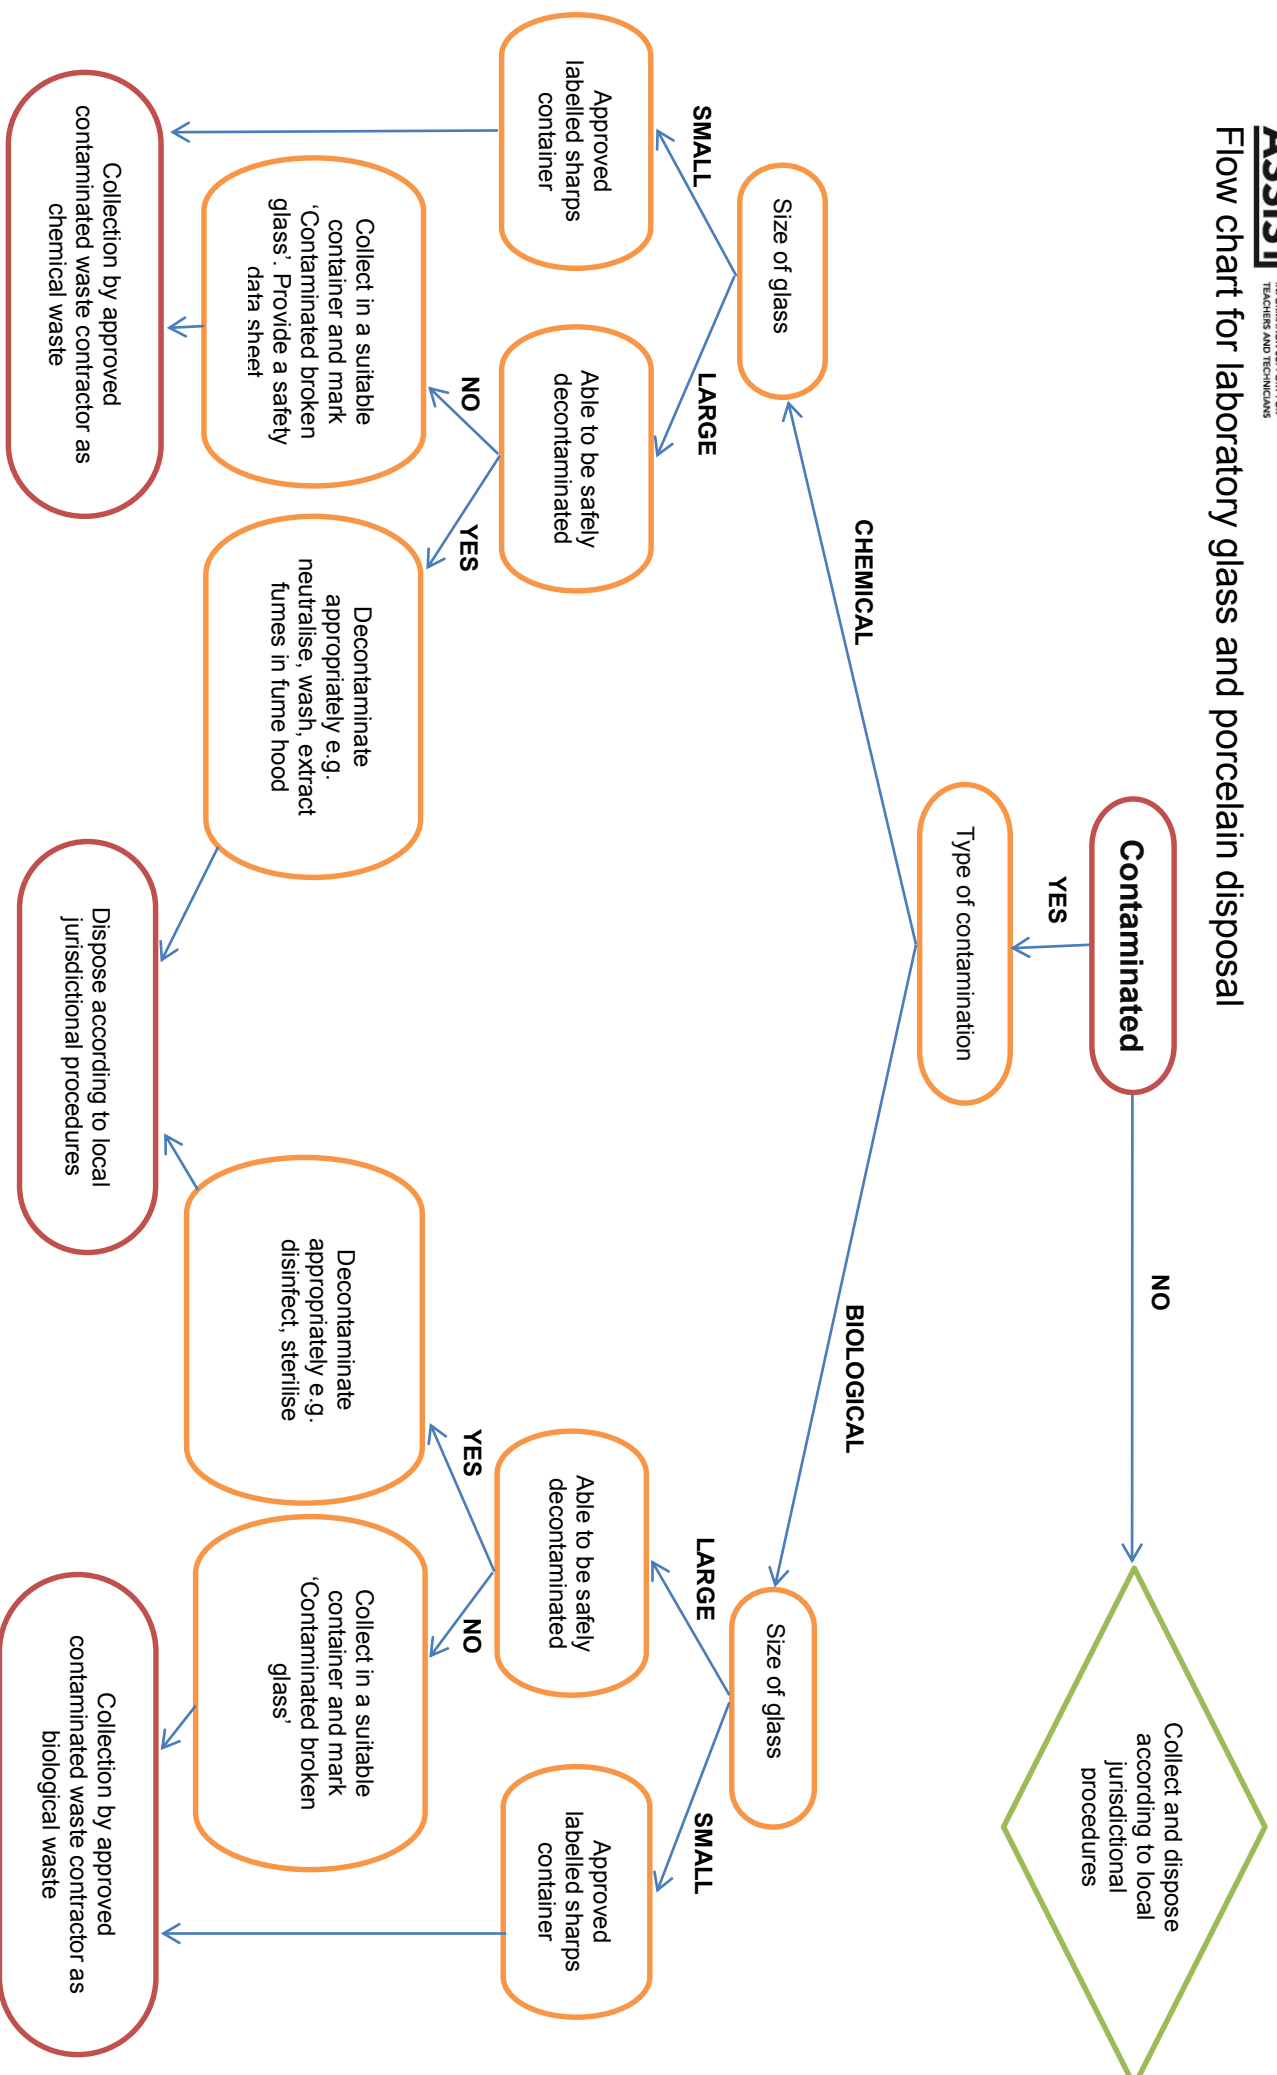 ASSIST
TEACHERS AND TECHNICIANS
Flow chart for laboratory glass and porcelain disposal
Contaminated
NO
Collect and dispose
according to local
jurisdictional
procedures
YES
Type of contamination
CHEMICAL
BIOLOGICAL
Size of glass
Size of glass
SMALL
LARGE
LARGE
SMALL
Approved
labelled sharps
container
Able to be safely
decontaminated
Able to be safely
decontaminated
Approved
labelled sharps
container
NO
YES
YES
NO
Collect in a suitable
container and mark
‘Contaminated broken
glass’. Provide a safety
data sheet
Decontaminate
appropriately e.g.
neutralise, wash, extract
fumes in fume hood
Decontaminate
appropriately e.g.
disinfect, sterilise
Collect in a suitable
container and mark
‘Contaminated broken
glass’
Collection by approved
contaminated waste contractor as
chemical waste
Dispose according to local
jurisdictional procedures
Collection by approved
contaminated waste contractor as
biological waste